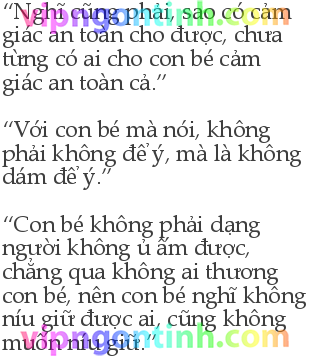 “Nghĩ cũng phải, sao có cảm
giác an toàn cho được, chưa
từng có ai cho con bé cảm
giác an toàn cả.”
“Với con bé mà nói, không
phải không để ý, mà là không
dám để ý.”
“Con bé không phải dạng
người không ủ ấm được,
chẳng qua không ai thương
con bé, nên con bé nghĩ không
níu giữ được ai, cũng không
muốn níu giữ.”
vipngontinh.com
vipngontinh.com